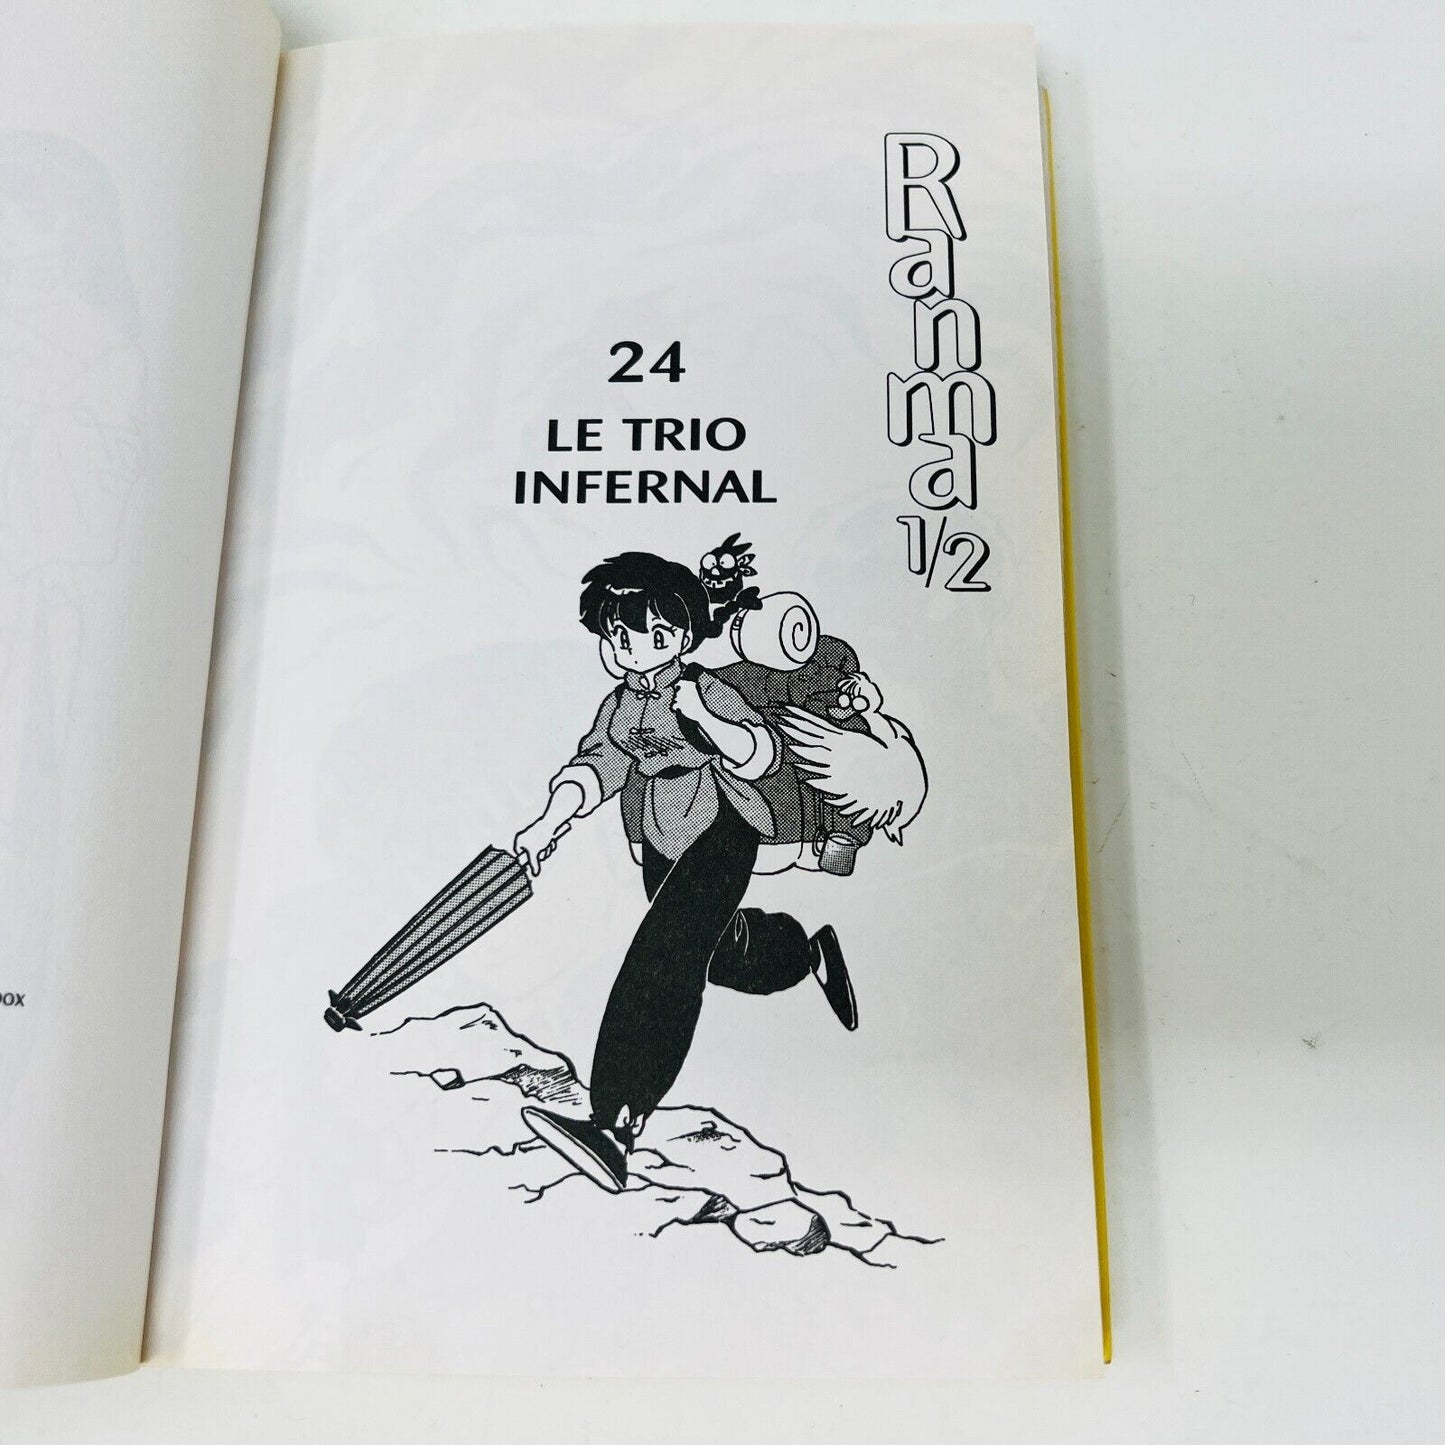 24
LE TRIO
INFERNAL
Ranma
1/2